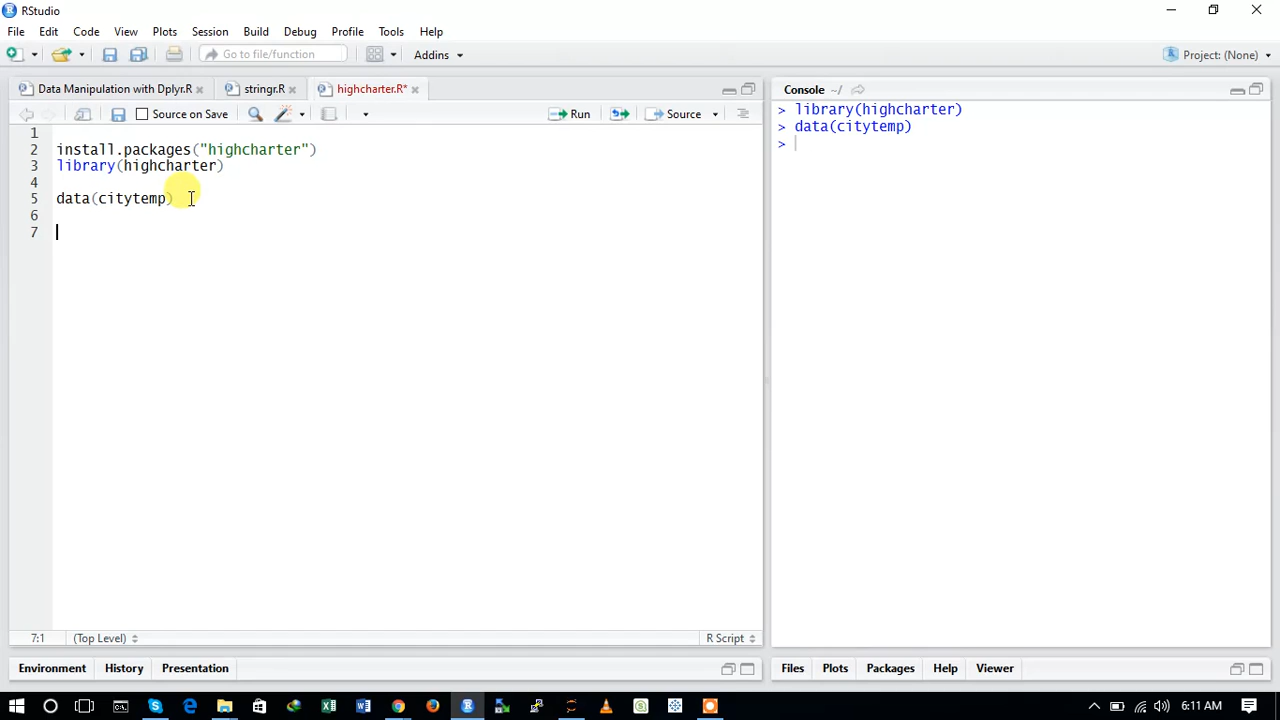 RStudio
File Edit Code View Plots Session Build Debug Profile Tools Help
Go to file/function Addins Project: (None)
Data Manipulation with Dplyr.R stringr.R highcharter.R*
Source on Save Run Source
1
2 install.packages("highcharter")
3 library(highcharter)
4
5 data(citytemp)
6
7
7:1 (Top Level) R Script
Environment History Presentation
Console ~/
> library(highcharter)
> data(citytemp)
>
Files Plots Packages Help Viewer
6:11 AM